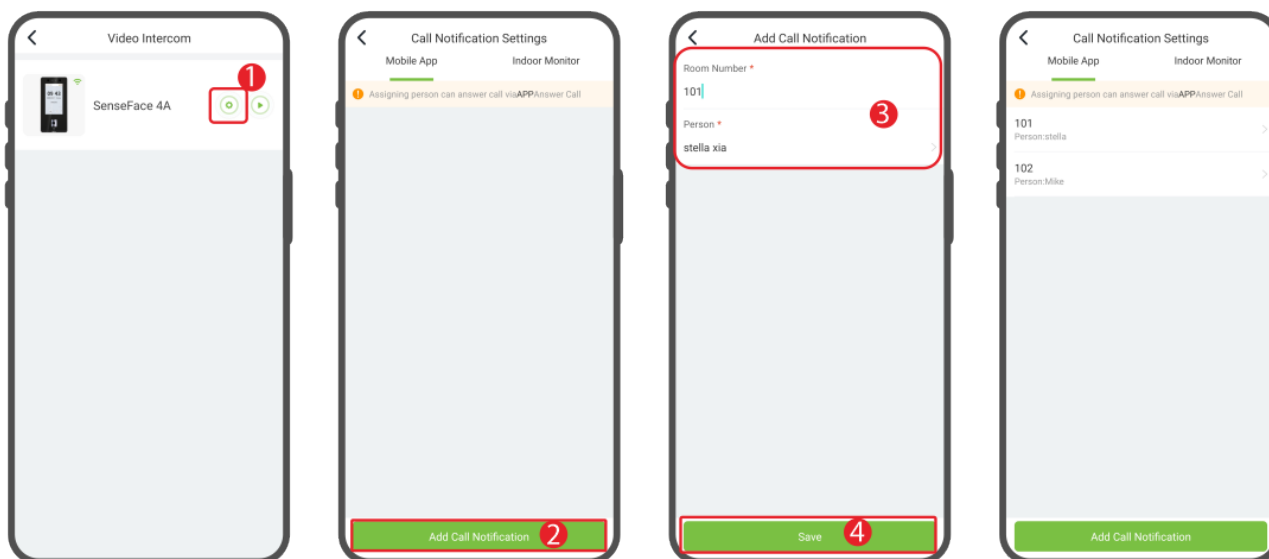 Video Intercom
SenseFace 4A
1
Call Notification Settings
Mobile App Indoor Monitor
Assigning person can answer call viaAPPAnswer Call
Add Call Notification 2
Add Call Notification
Room Number *
101
Person *
stella xia
3
Save 4
Call Notification Settings
Mobile App Indoor Monitor
Assigning person can answer call viaAPPAnswer Call
101
Person:stella
102
Person:Mike
Add Call Notification